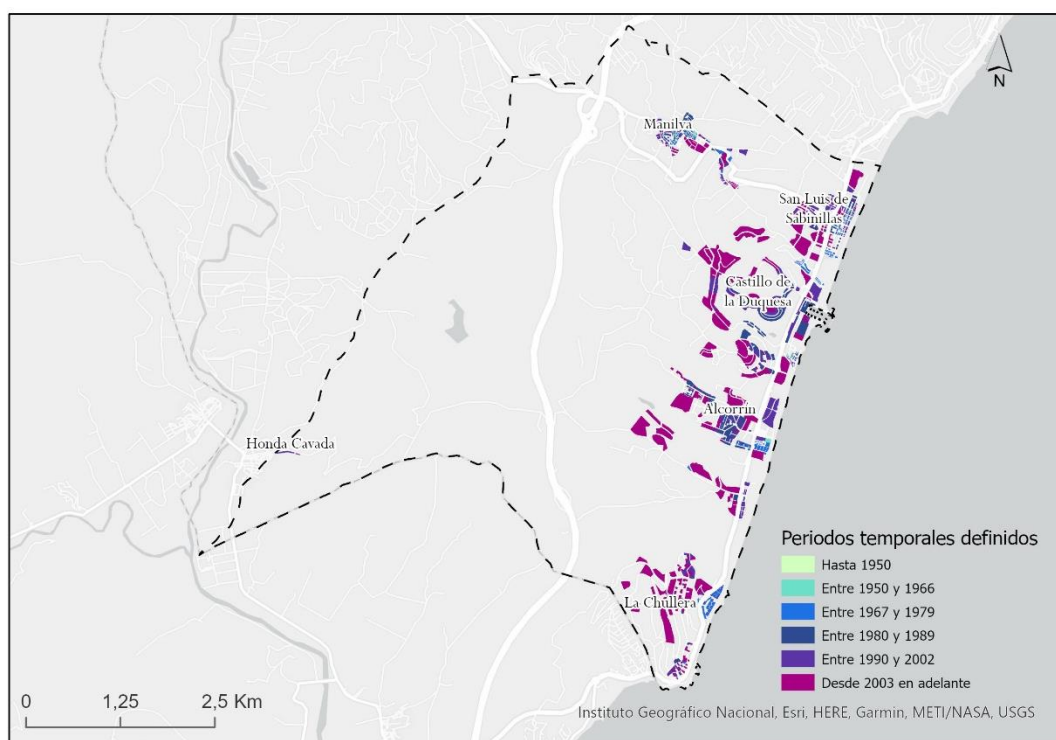 N
Manilva
San Luis de
Sabinillas
Castillo de
la Duquesa
Alcorrín
Honda Cavada
La Chullera
Periodos temporales definidos
Hasta 1950
Entre 1950 y 1966
Entre 1967 y 1979
Entre 1980 y 1989
Entre 1990 y 2002
Desde 2003 en adelante
0 1,25 2,5 Km
Instituto Geográfico Nacional, Esri, HERE, Garmin, METI/NASA, USGS